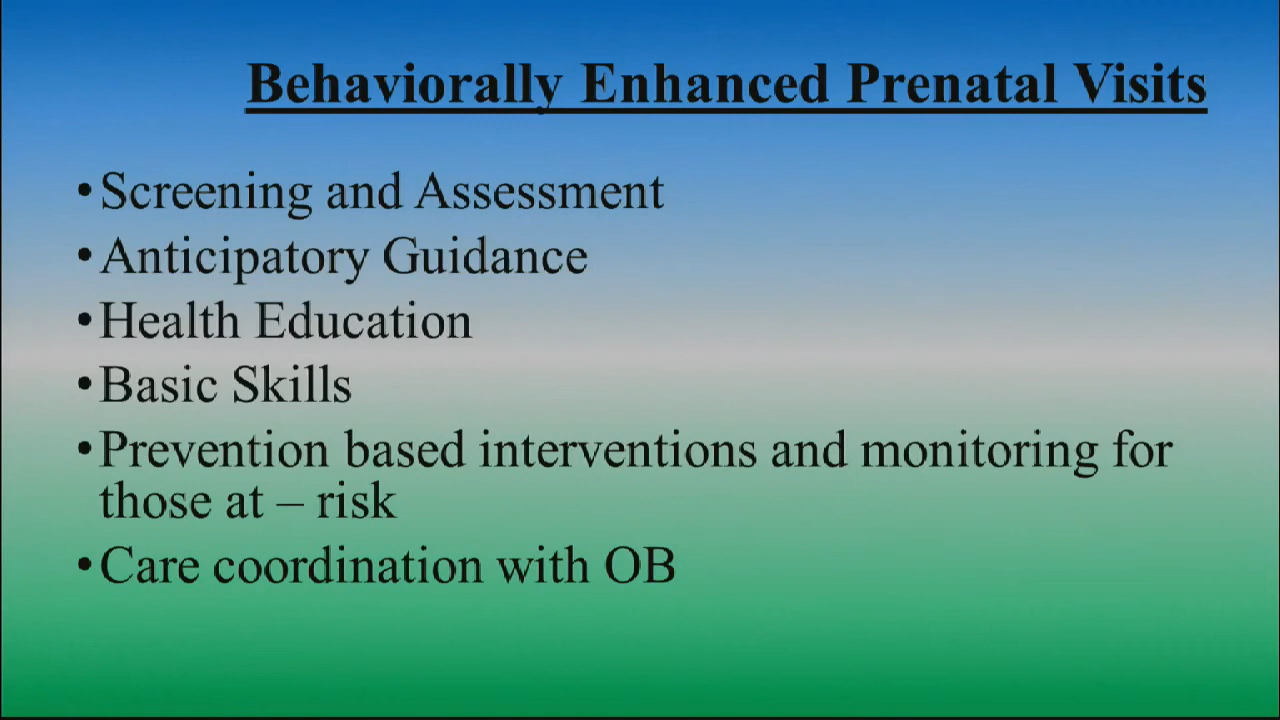 Behaviorally Enhanced Prenatal Visits
•Screening and Assessment
•Anticipatory Guidance
•Health Education
•Basic Skills
•Prevention based interventions and monitoring for
those at – risk
•Care coordination with OB